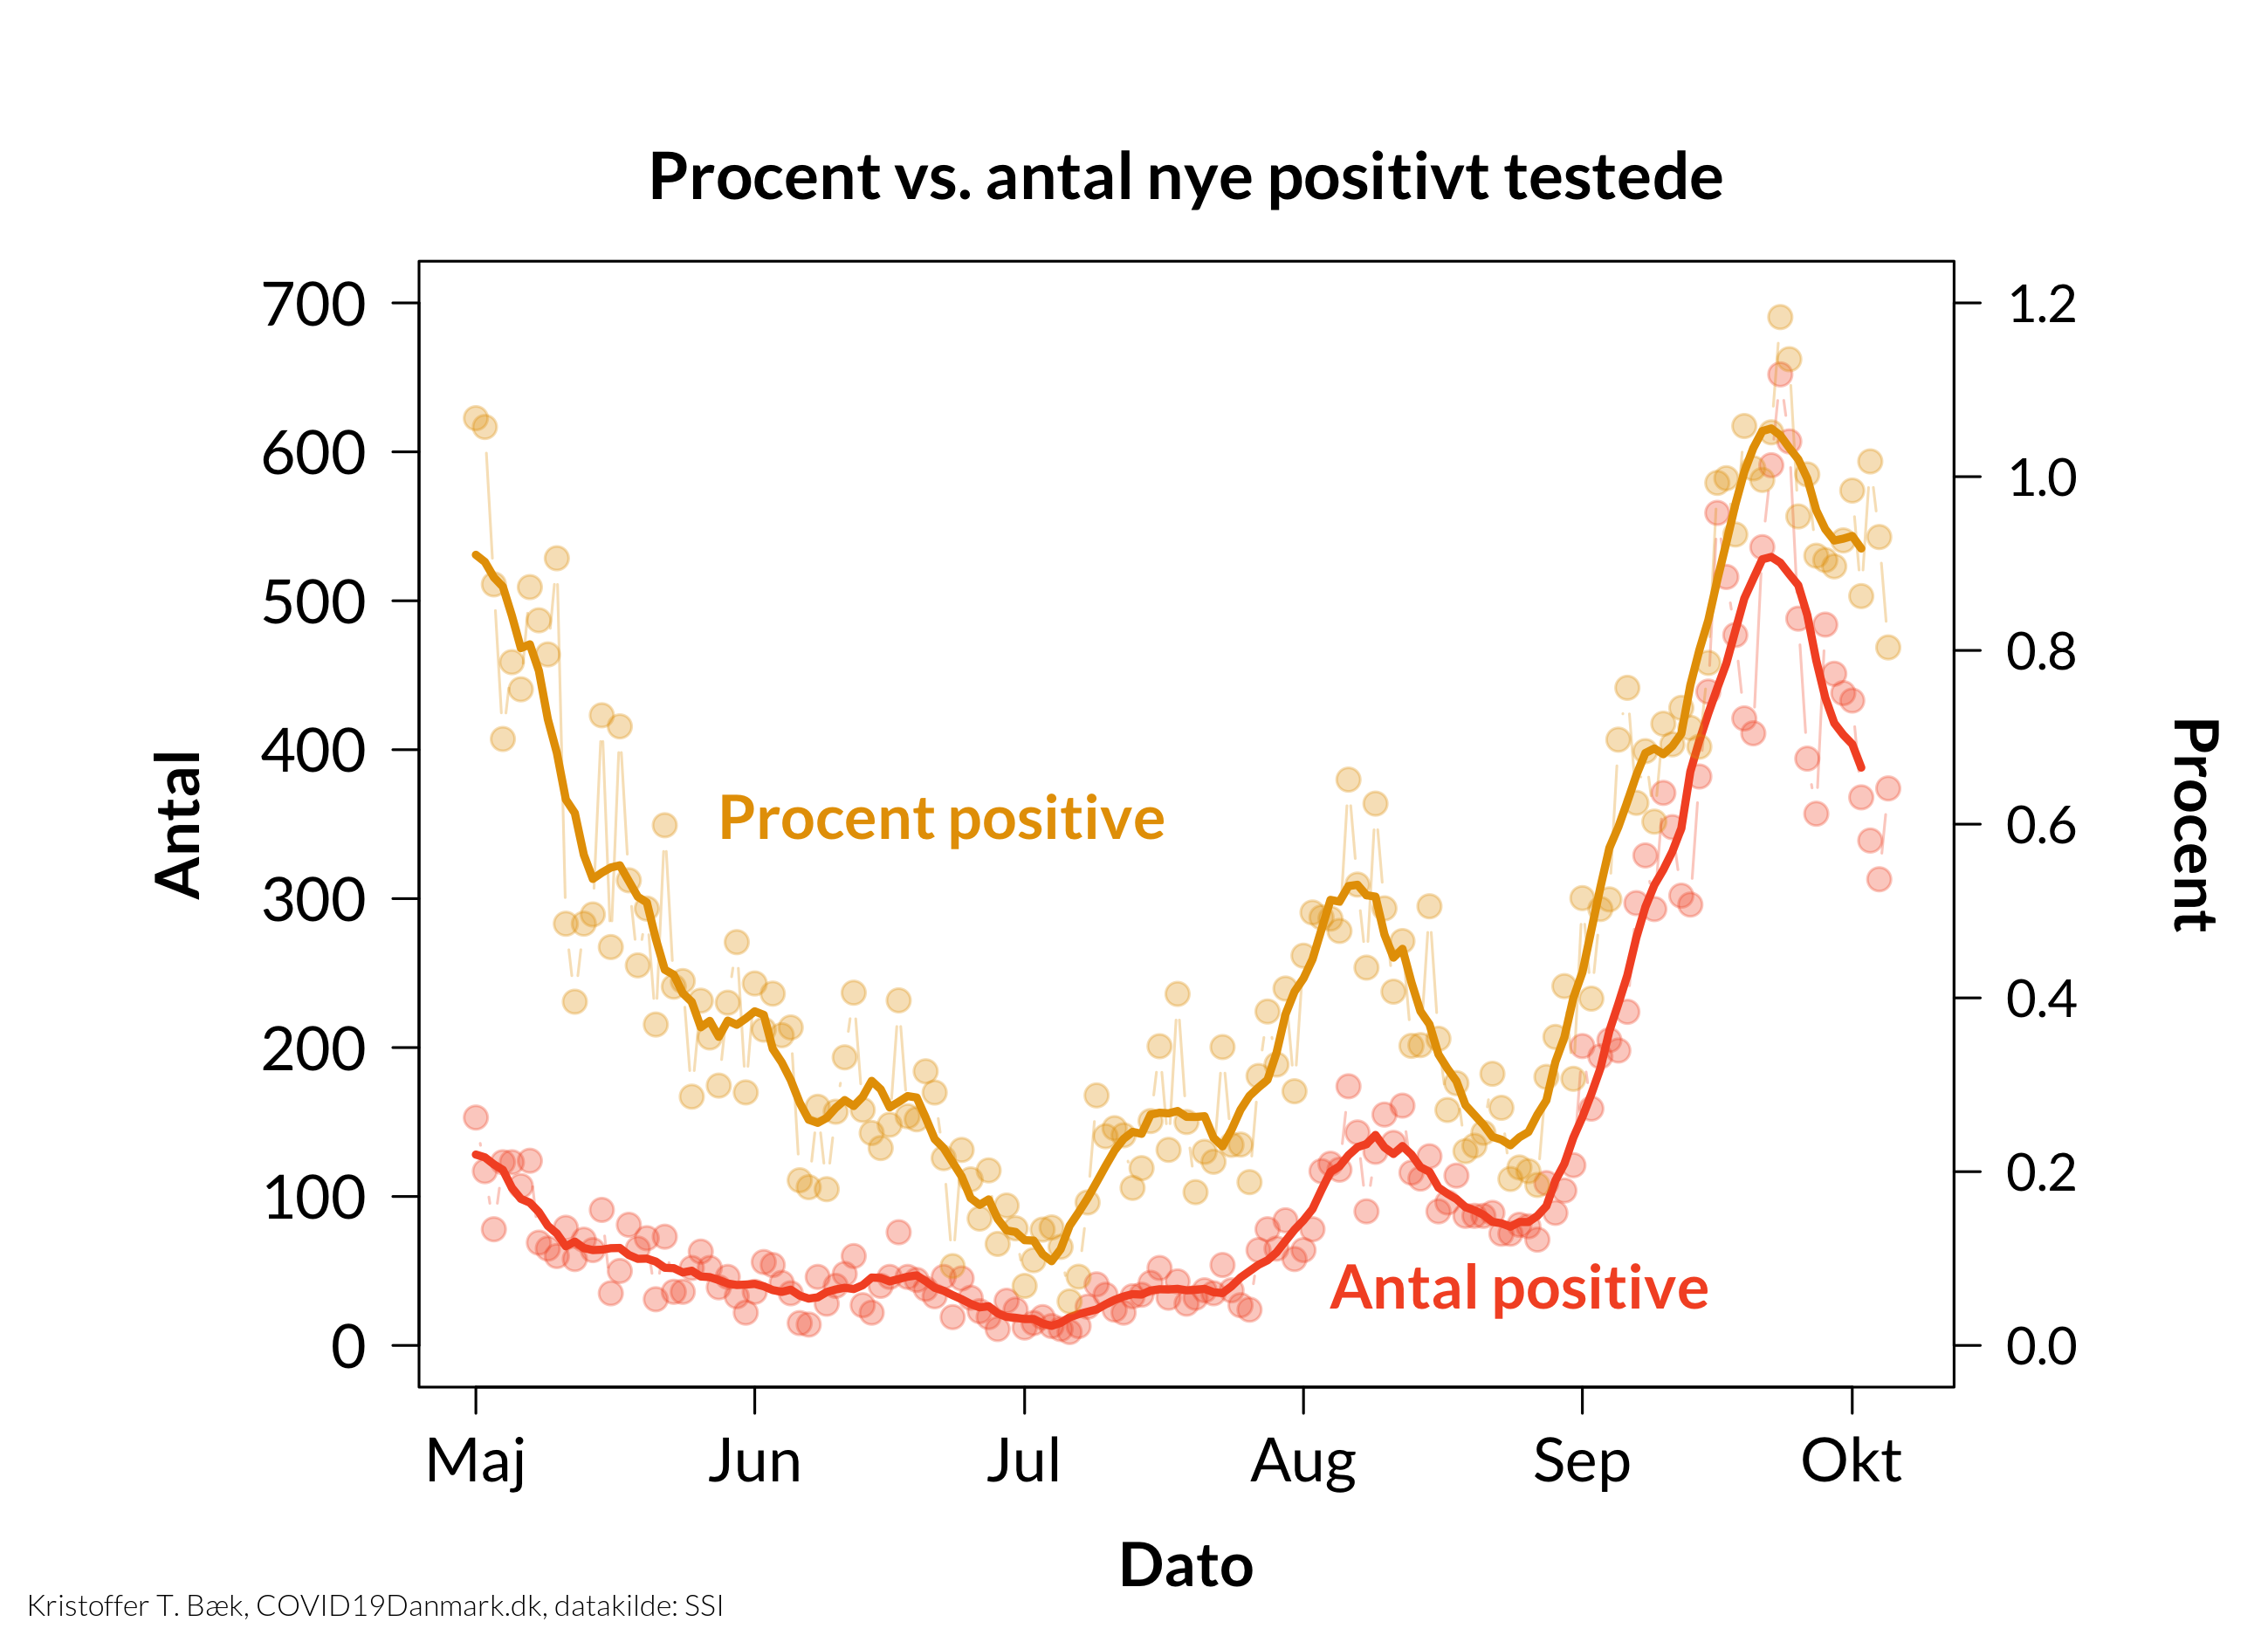 Procent vs. antal nye positivt testede
700
600
500
400
300
200
100
0
Antal
1.2
1.0
0.8
0.6
0.4
0.2
0.0
Procent
Procent positive
Antal positive
Maj Jun Jul Aug Sep Okt
Dato
Kristoffer T. Bæk, COVID19Danmark.dk, datakilde: SSI